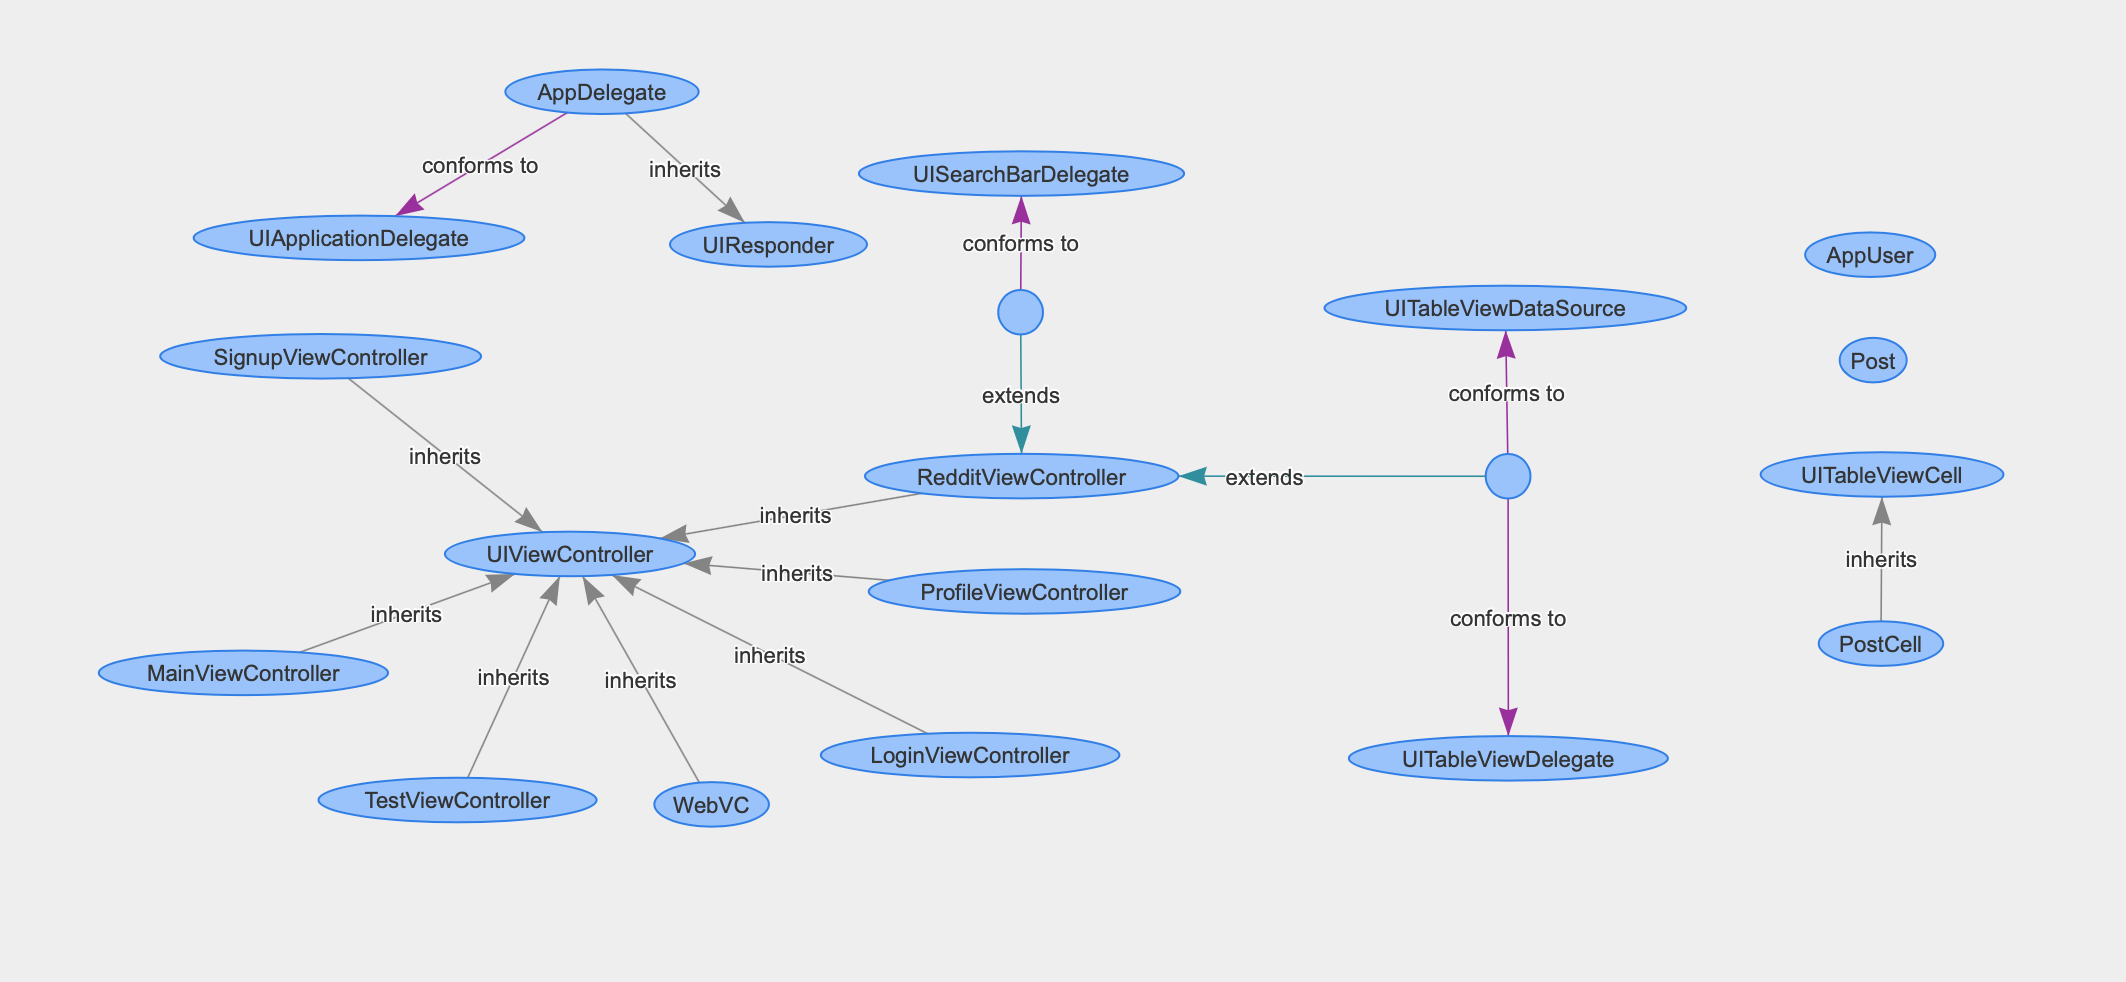 AppDelegate
conforms to
inherits
UIApplicationDelegate
UIResponder
UISearchBarDelegate
conforms to
extends
SignupViewController
inherits
RedditViewController
extends
inherits
UIViewController
inherits
ProfileViewController
inherits
MainViewController
inherits
TestViewController
inherits
WebVC
inherits
LoginViewController
UITableViewDataSource
conforms to
conforms to
UITableViewDelegate
AppUser
Post
UITableViewCell
inherits
PostCell